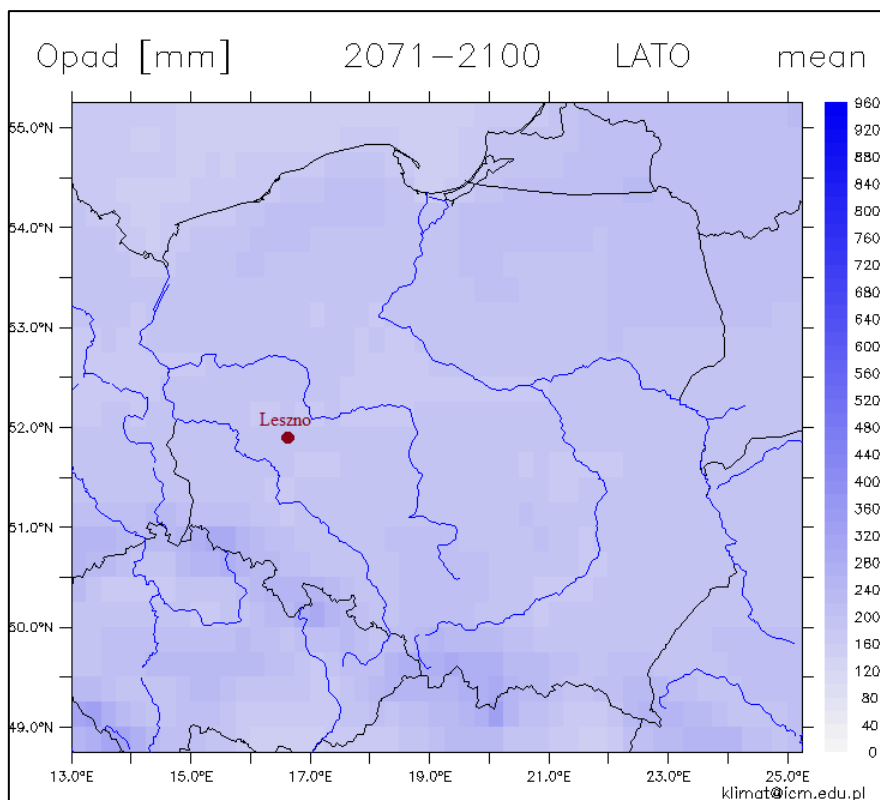 Opad [mm] 2071-2100 LATO mean
55.0°N
54.0°N
53.0°N
52.0°N
51.0°N
50.0°N
49.0°N
Leszno
960
920
880
840
800
760
720
680
640
600
560
520
480
440
400
360
320
280
240
200
160
120
80
40
0
13.0°E 15.0°E 17.0°E 19.0°E 21.0°E 23.0°E 25.0°E
klimat@icm.edu.pl